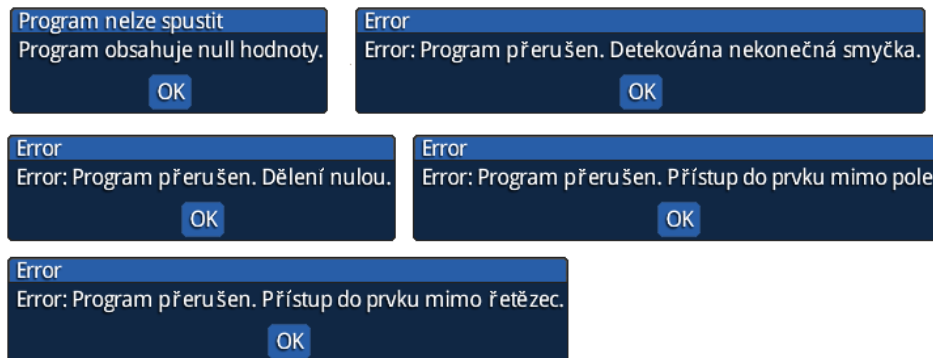 Program nelze spustit
Program obsahuje null hodnoty.
OK
Error
Error: Program přerušen. Detekována nekonečná smyčka.
OK
Error
Error: Program přerušen. Dělení nulou.
OK
Error
Error: Program přerušen. Přístup do prvku mimo pole
OK
Error
Error: Program přerušen. Přístup do prvku mimo řetězec.
OK